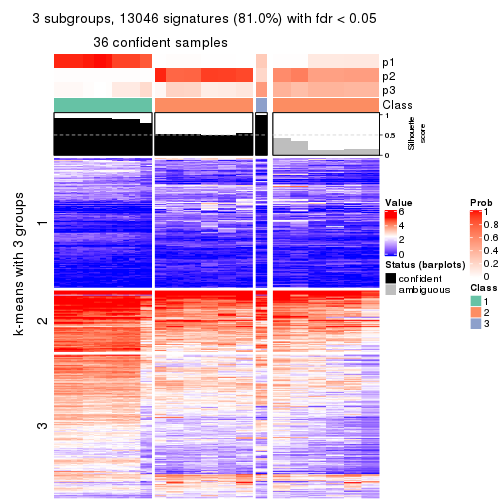 3 subgroups, 13046 signatures (81.0%) with fdr < 0.05
36 confident samples
p1
p2
p3
Class
1
0.5
0
Silhouette
score
k-means with 3 groups
1
2
3
Value
6
4
2
0
Status (barplots)
confident
ambiguous
Prob
1
0.8
0.6
0.4
0.2
0
Class
1
2
3